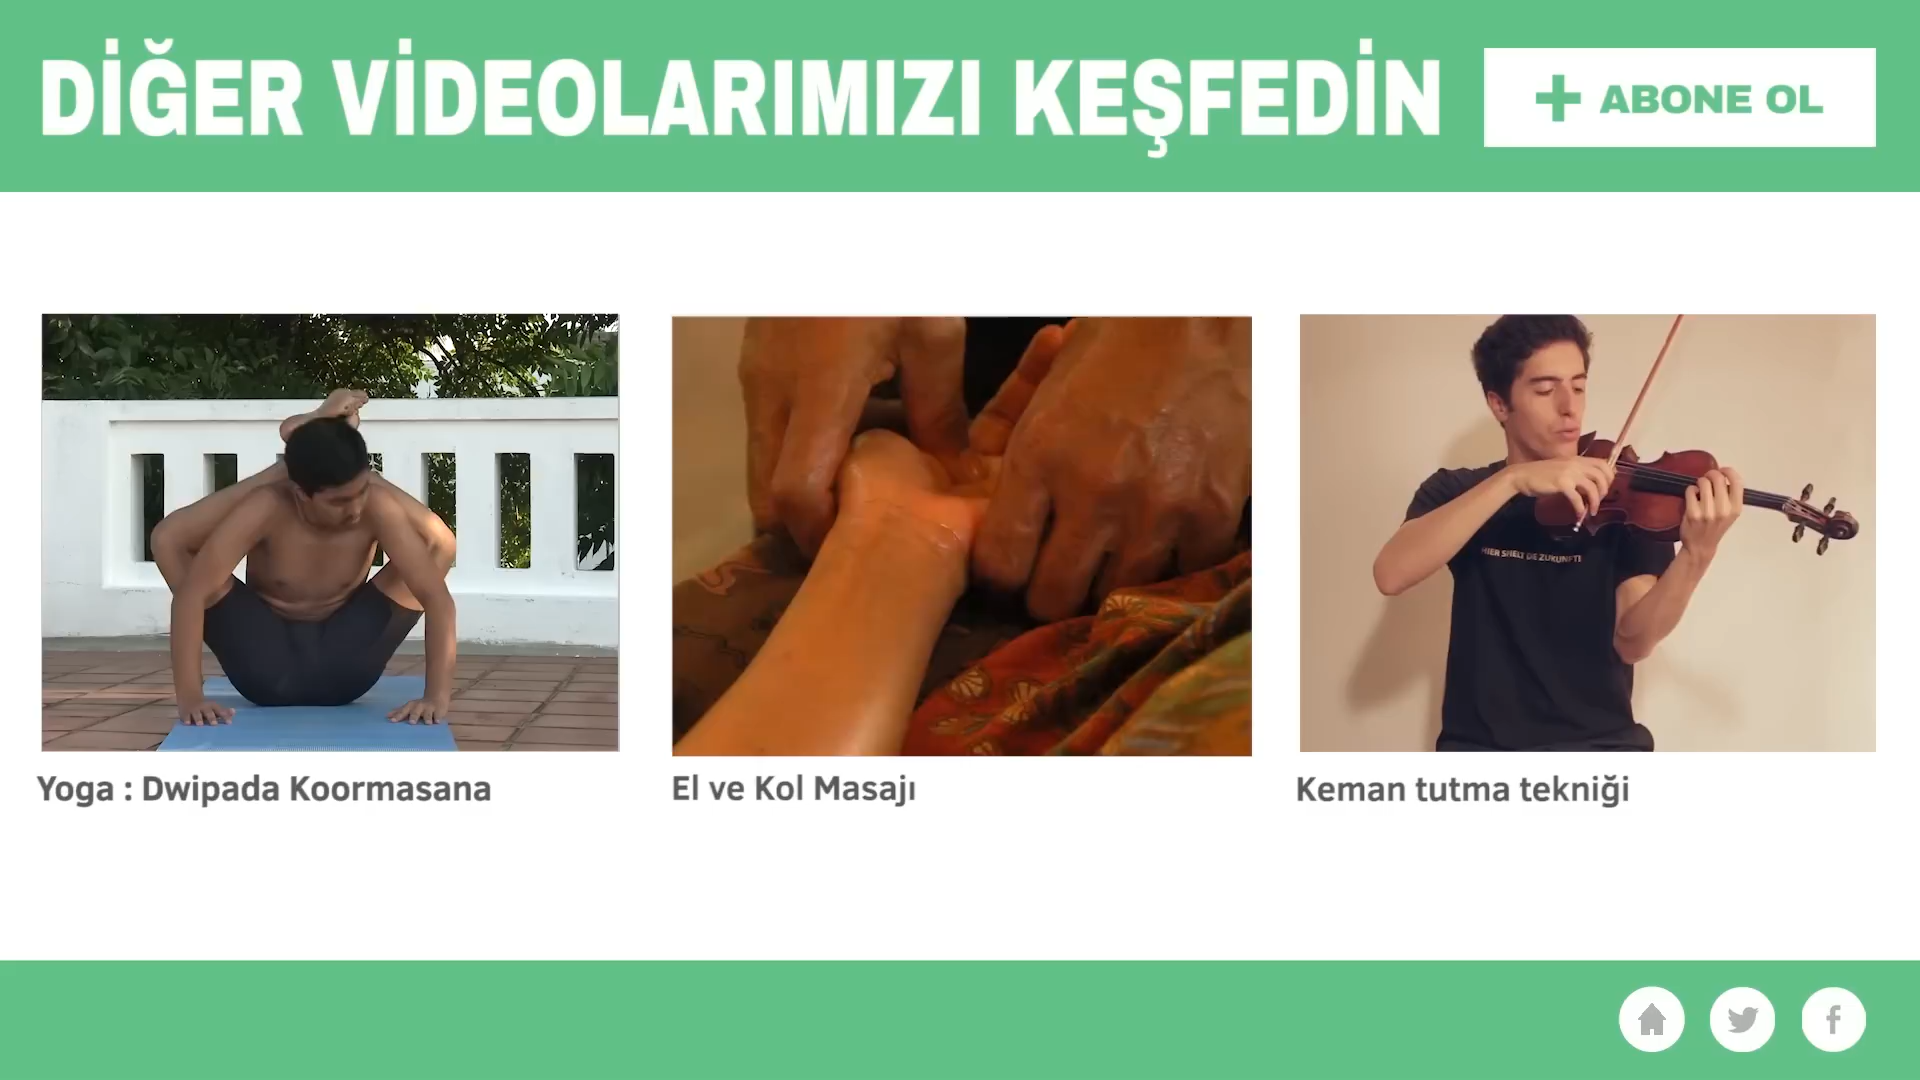 DİĞER VİDEOLARIMIZI KEŞFEDİN
ABONE OL
Yoga : Dwipada Koormasana
El ve Kol Masajı
Keman tutma tekniği